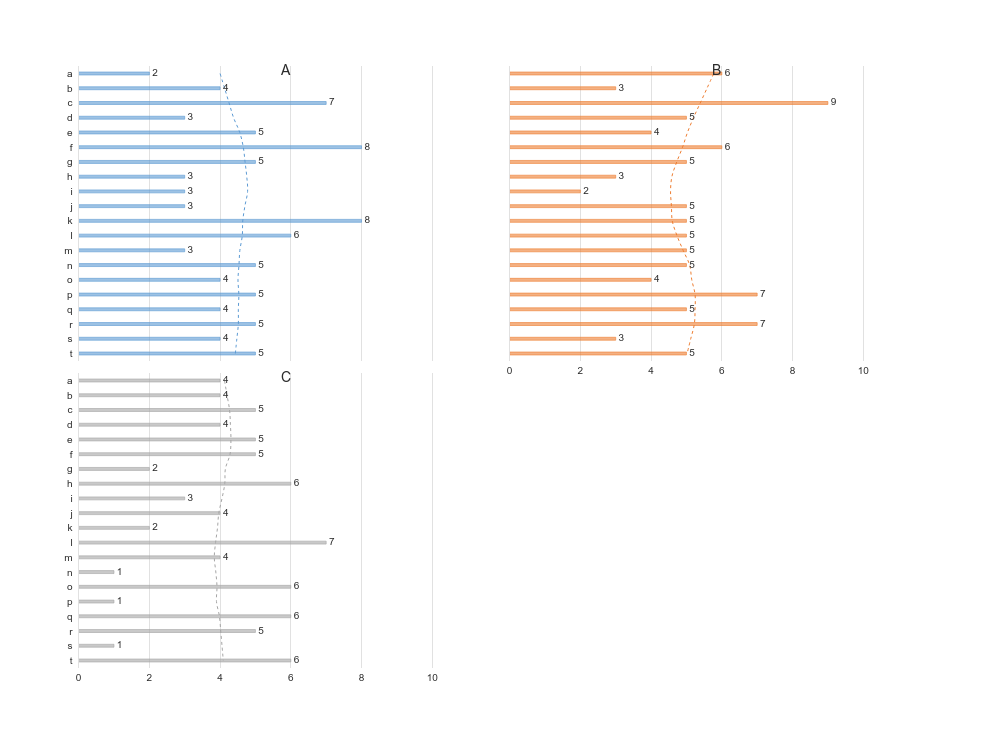 A
a 2
b 4
c 7
d 3
e 5
f 8
g 5
h 3
i 3
j 3
k 8
l 6
m 3
n 5
o 4
p 5
q 4
r 5
s 4
t 5
B
6
3
9
5
4
6
5
3
2
5
5
5
5
5
4
7
5
7
3
5
0 2 4 6 8 10
C
a 4
b 4
c 5
d 4
e 5
f 5
g 2
h 6
i 3
j 4
k 2
l 7
m 4
n 1
o 6
p 1
q 6
r 5
s 1
t 6
0 2 4 6 8 10